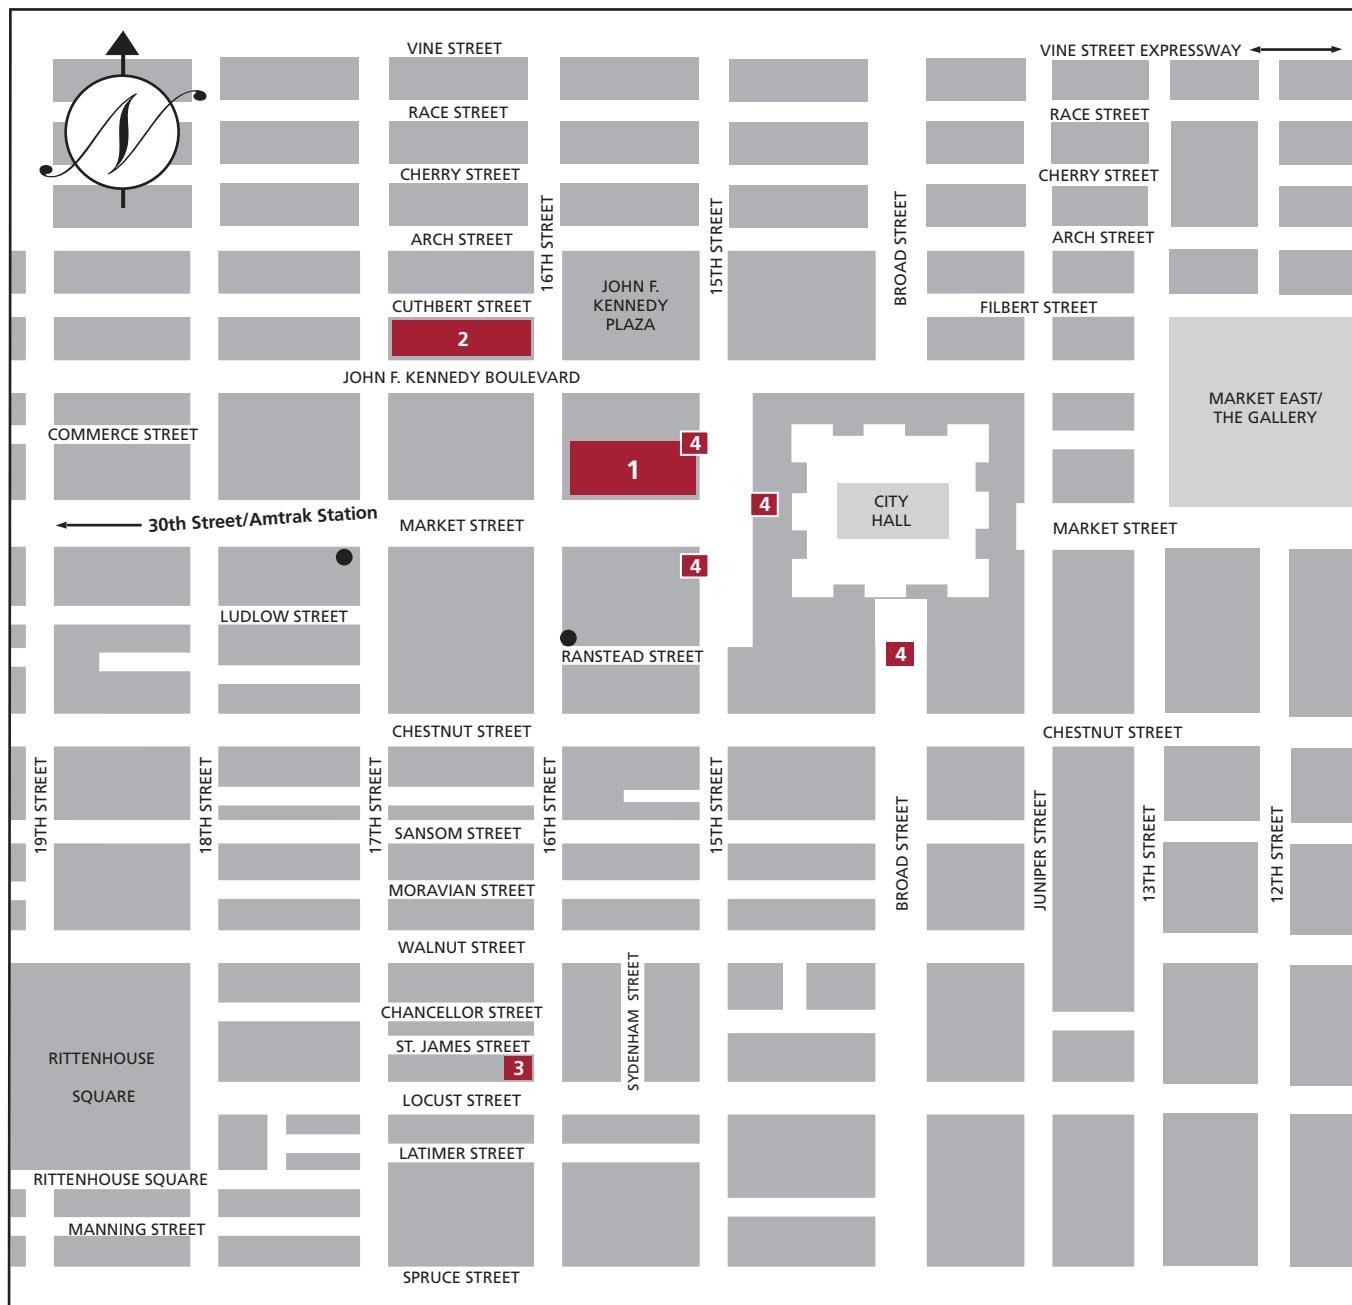 VINE STREET
VINE STREET EXPRESSWAY
N
RACE STREET
RACE STREET
CHERRY STREET
CHERRY STREET
16TH STREET
15TH STREET
BROAD STREET
ARCH STREET
ARCH STREET
JOHN F.
KENNEDY
PLAZA
CUTHBERT STREET
FILBERT STREET
2
JOHN F. KENNEDY BOULEVARD
MARKET EAST/
THE GALLERY
COMMERCE STREET
4
1
4
CITY
HALL
30th Street/Amtrak Station
MARKET STREET
MARKET STREET
4
LUDLOW STREET
RANSTEAD STREET
4
CHESTNUT STREET
CHESTNUT STREET
19TH STREET
18TH STREET
17TH STREET
16TH STREET
15TH STREET
BROAD STREET
JUNIPER STREET
13TH STREET
12TH STREET
SANSOM STREET
MORAVIAN STREET
WALNUT STREET
SYDENHAM STREET
CHANCELLOR STREET
ST. JAMES STREET
3
RITTENHOUSE
SQUARE
LOCUST STREET
LATIMER STREET
RITTENHOUSE SQUARE
MANNING STREET
SPRUCE STREET